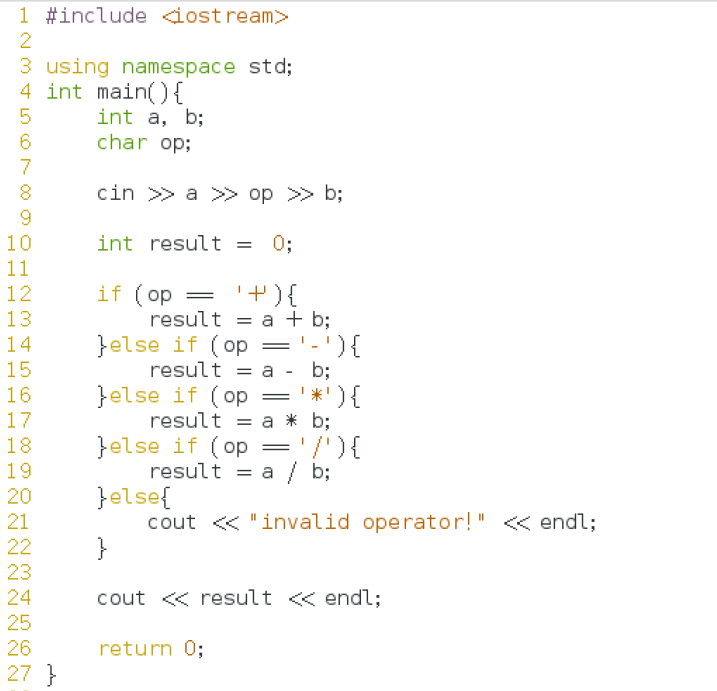 1 #include <iostream>
2
3 using namespace std;
4 int main(){
5     int a, b;
6     char op;
7
8     cin >> a >> op >> b;
9
10     int result = 0;
11
12     if (op == '+'){
13         result = a + b;
14     }else if (op == '-'){
15         result = a - b;
16     }else if (op == '*'){
17         result = a * b;
18     }else if (op == '/'){
19         result = a / b;
20     }else{
21         cout << "invalid operator!" << endl;
22     }
23
24     cout << result << endl;
25
26     return 0;
27 }